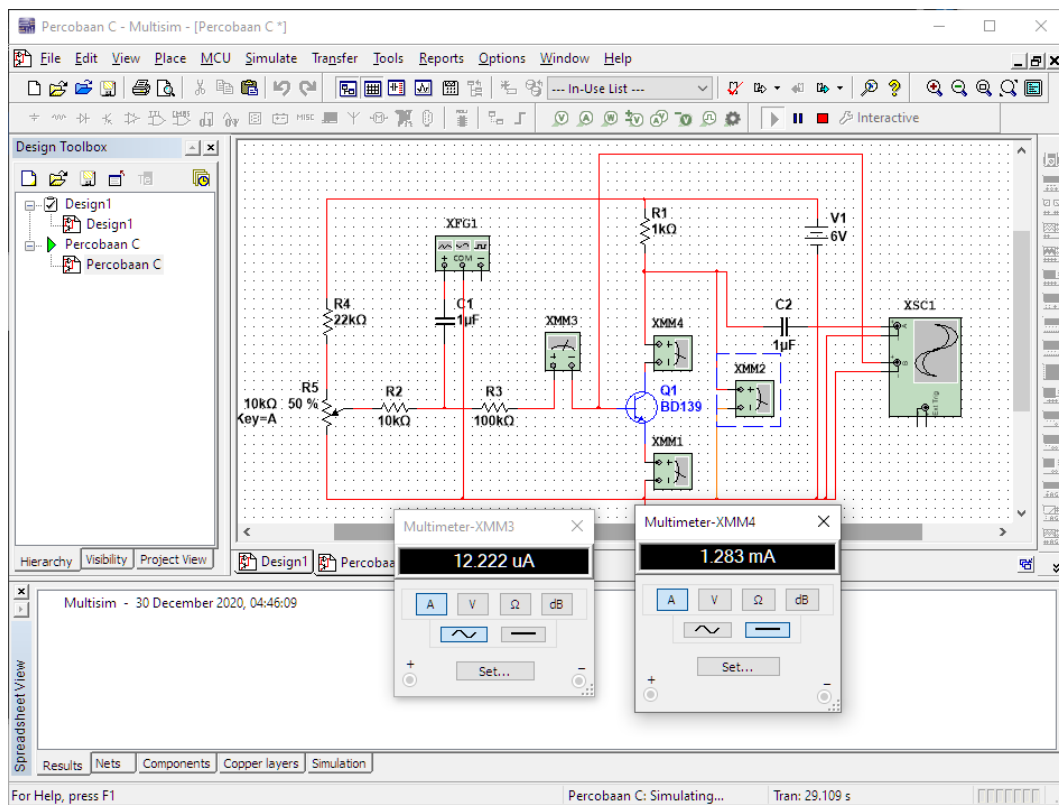 Percobaan C - Multisim - [Percobaan C *]
File Edit View Place MCU Simulate Transfer Tools Reports Options Window Help
--- In-Use List ---
MISC
Interactive
Design Toolbox
Design1
Design1
Percobaan C
Percobaan C
Hierarchy Visibility Project View
XFG1
COM
R1
1kΩ
V1
6V
R4
22kΩ
C1
1µF
XMM3
XMM4
C2
1µF
XSC1
Ext Trig
R5
10kΩ 50 %
Key=A
R2
10kΩ
R3
100kΩ
Q1
BD139
XMM2
XMM1
Design1 Percobaa
Multimeter-XMM3
12.222 uA
A V Ω dB
Set...
Multimeter-XMM4
1.283 mA
A V Ω dB
Set...
Spreadsheet View
Multisim - 30 December 2020, 04:46:09
Results Nets Components Copper layers Simulation
For Help, press F1
Percobaan C: Simulating...
Tran: 29.109 s